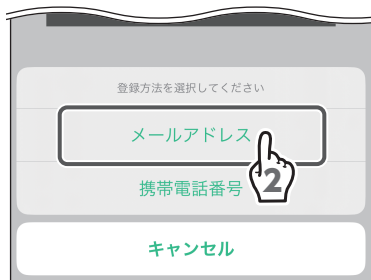 登録方法を選択してください
メールアドレス
携帯電話番号
2
キャンセル